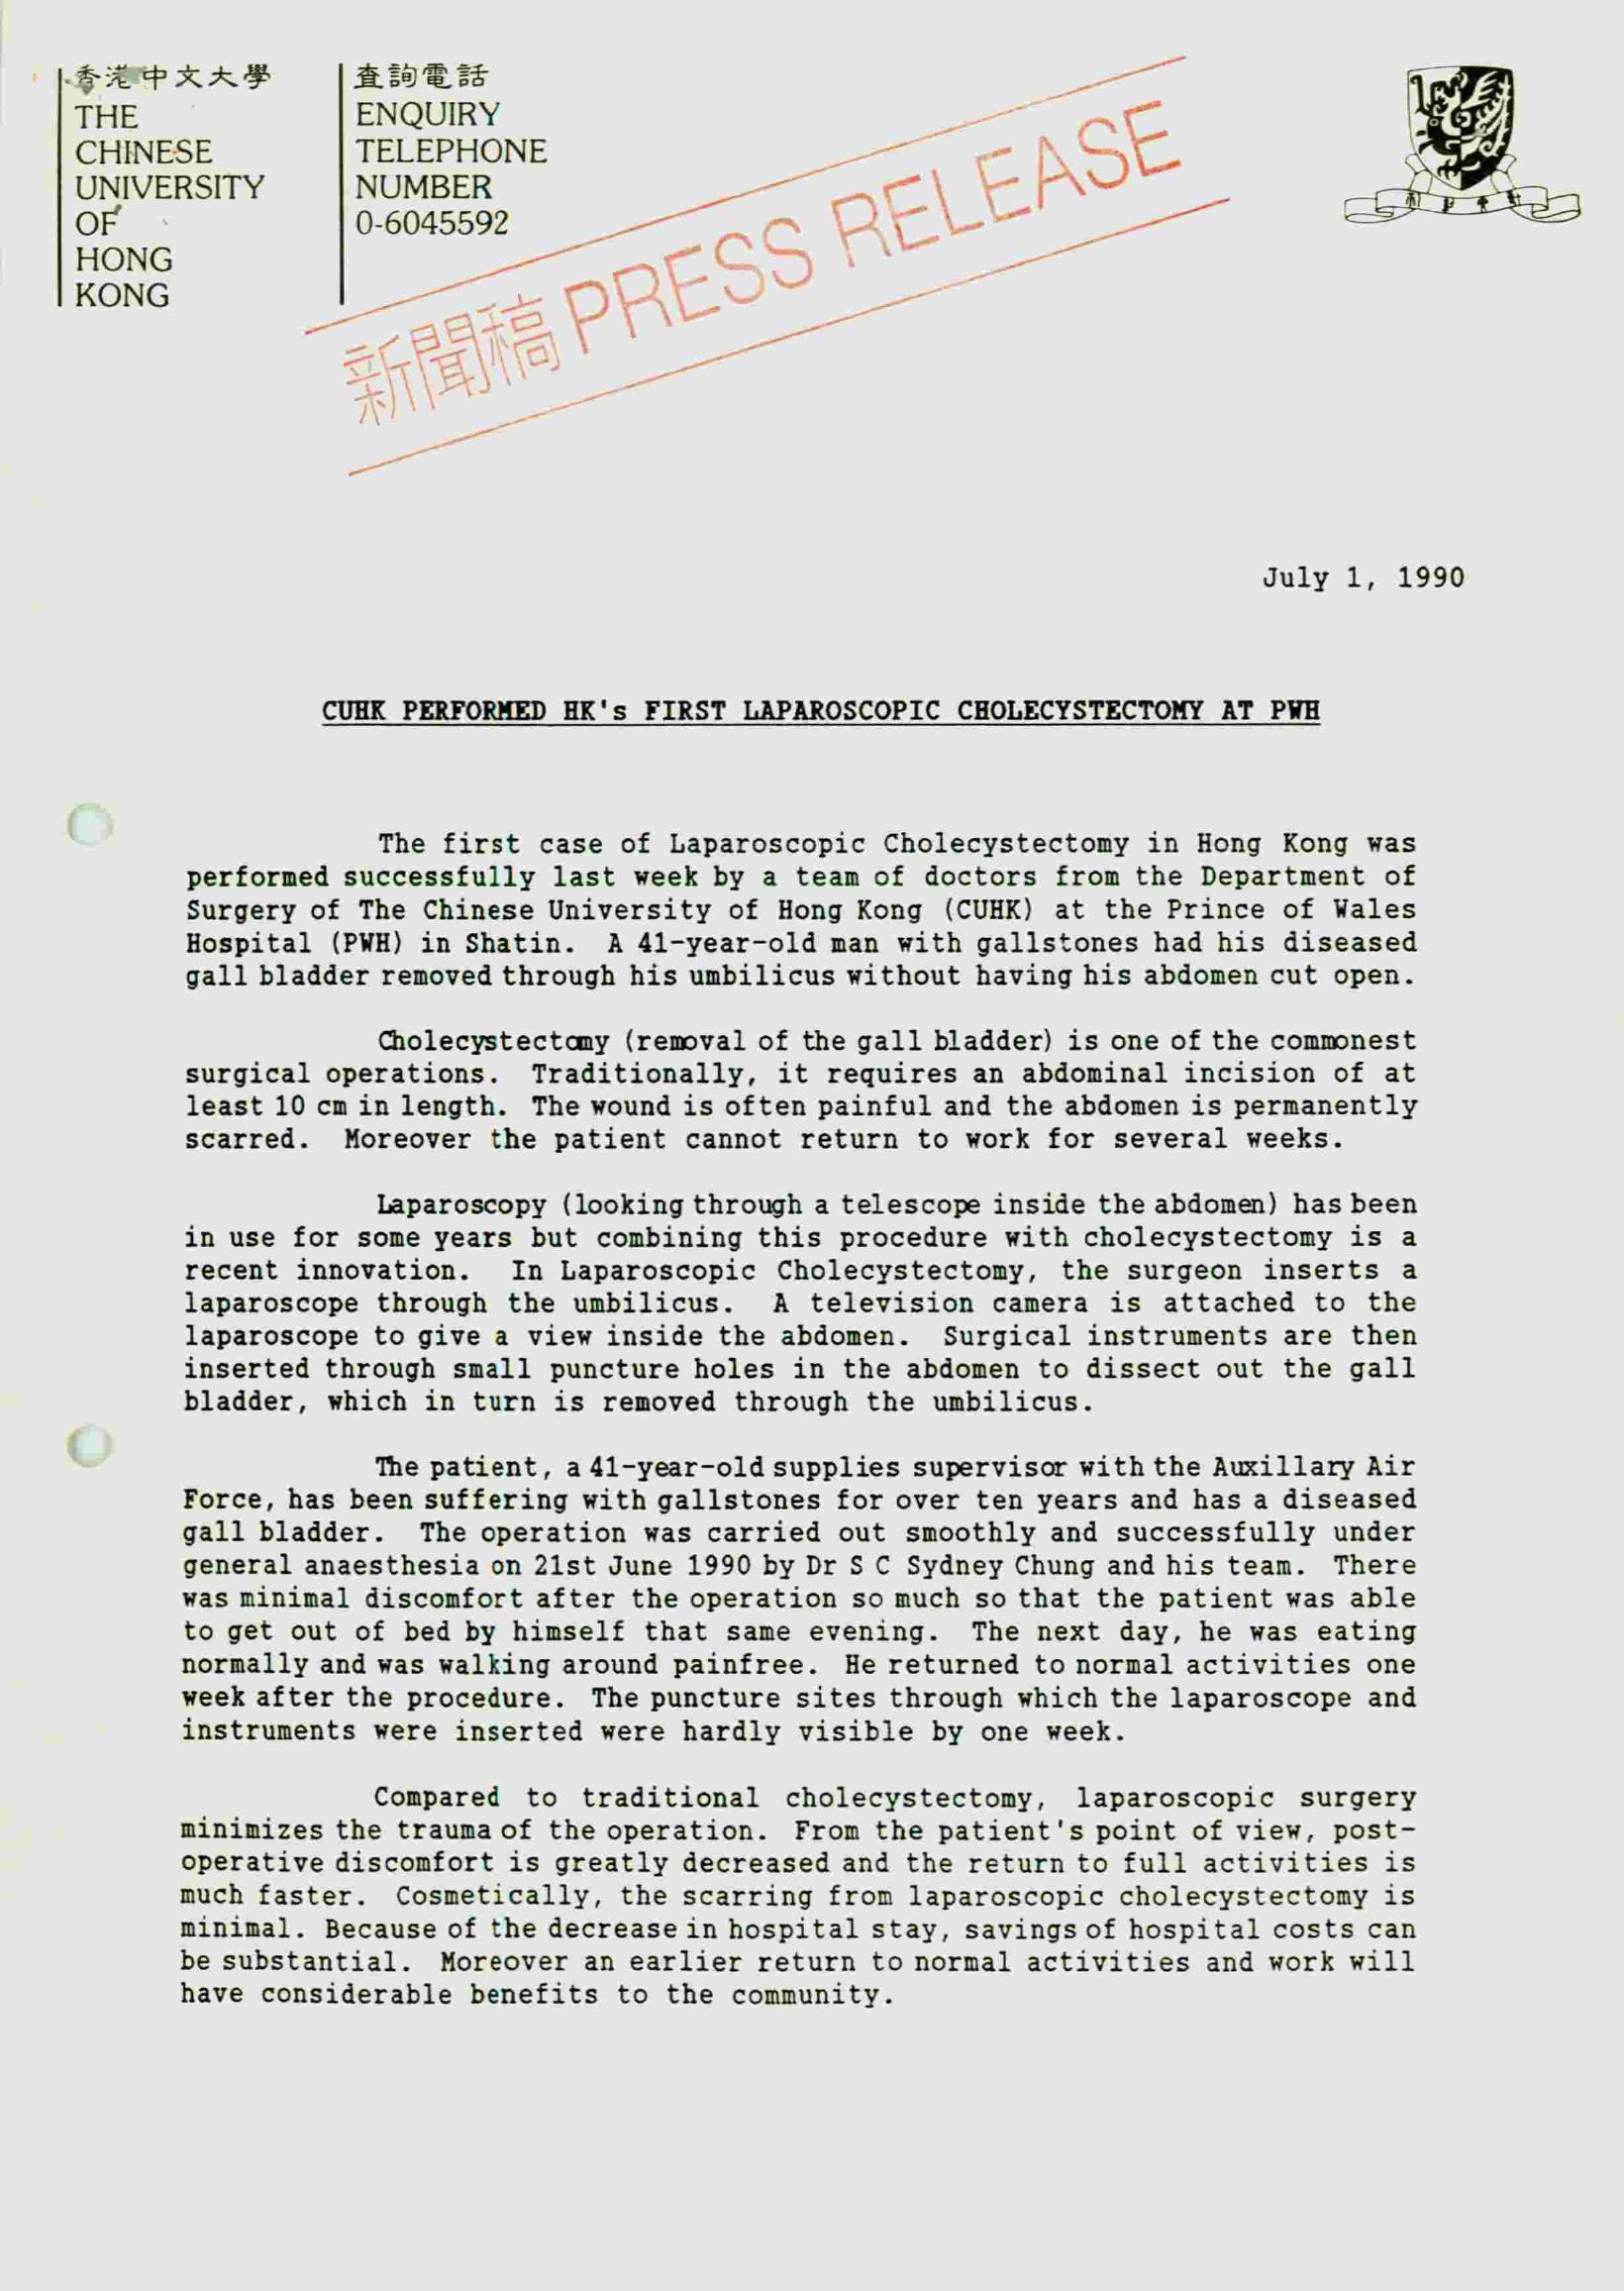 香港中文大學
THE
CHINESE
UNIVERSITY
OF
HONG
KONG
查詢電話
ENQUIRY
TELEPHONE
NUMBER
0-6045592
新聞稿 PRESS RELEASE
July 1, 1990
CUHK PERFORMED HK's FIRST LAPAROSCOPIC CHOLECYSTECTOMY AT PWH
The first case of Laparoscopic Cholecystectomy in Hong Kong was
performed successfully last week by a team of doctors from the Department of
Surgery of The Chinese University of Hong Kong (CUHK) at the Prince of Wales
Hospital (PWH) in Shatin. A 41-year-old man with gallstones had his diseased
gall bladder removed through his umbilicus without having his abdomen cut open.
Cholecystectomy (removal of the gall bladder) is one of the commonest
surgical operations. Traditionally, it requires an abdominal incision of at
least 10 cm in length. The wound is often painful and the abdomen is permanently
scarred. Moreover the patient cannot return to work for several weeks.
Laparoscopy (looking through a telescope inside the abdomen) has been
in use for some years but combining this procedure with cholecystectomy is a
recent innovation. In Laparoscopic Cholecystectomy, the surgeon inserts a
laparoscope through the umbilicus. A television camera is attached to the
laparoscope to give a view inside the abdomen. Surgical instruments are then
inserted through small puncture holes in the abdomen to dissect out the gall
bladder, which in turn is removed through the umbilicus.
The patient, a 41-year-old supplies supervisor with the Auxillary Air
Force, has been suffering with gallstones for over ten years and has a diseased
gall bladder. The operation was carried out smoothly and successfully under
general anaesthesia on 21st June 1990 by Dr S C Sydney Chung and his team. There
was minimal discomfort after the operation so much so that the patient was able
to get out of bed by himself that same evening. The next day, he was eating
normally and was walking around painfree. He returned to normal activities one
week after the procedure. The puncture sites through which the laparoscope and
instruments were inserted were hardly visible by one week.
Compared to traditional cholecystectomy, laparoscopic surgery
minimizes the trauma of the operation. From the patient's point of view, post-
operative discomfort is greatly decreased and the return to full activities is
much faster. Cosmetically, the scarring from laparoscopic cholecystectomy is
minimal. Because of the decrease in hospital stay, savings of hospital costs can
be substantial. Moreover an earlier return to normal activities and work will
have considerable benefits to the community.